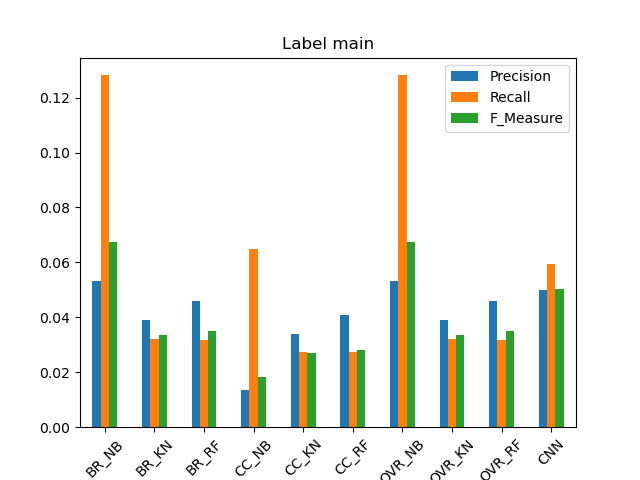 Label main
Precision
Recall
F_Measure
0.12
0.10
0.08
0.06
0.04
0.02
0.00
BR_NB
BR_KN
BR_RF
CC_NB
CC_KN
CC_RF
OVR_NB
OVR_KN
OVR_RF
CNN